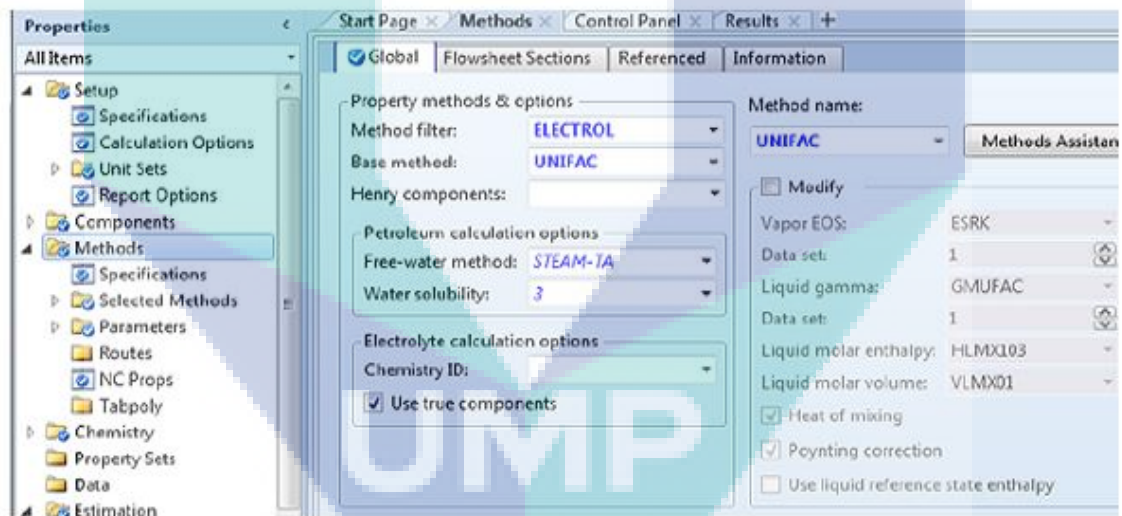 Properties
All Items
Setup
Specifications
Calculation Options
Unit Sets
Report Options
Components
Methods
Specifications
Selected Methods
Parameters
Routes
NC Props
Tabpoly
Chemistry
Property Sets
Data
Estimation
Start Page Methods Control Panel Results +
Global Flowsheet Sections Referenced Information
Property methods & options
Method filter: ELECTROL
Base method: UNIFAC
Henry components:
Petroleum calculation options
Free-water method: STEAM-TA
Water solubility: 3
Electrolyte calculation options
Chemistry ID:
Use true components
Method name:
UNIFAC Methods Assistan
Modify
Vapor EOS: ESRK
Data set: 1
Liquid gamma: GMUFAC
Data set: 1
Liquid molar enthalpy: HLMX103
Liquid molar volume: VLMX01
Heat of mixing
Poynting correction
Use liquid reference state enthalpy
UMP